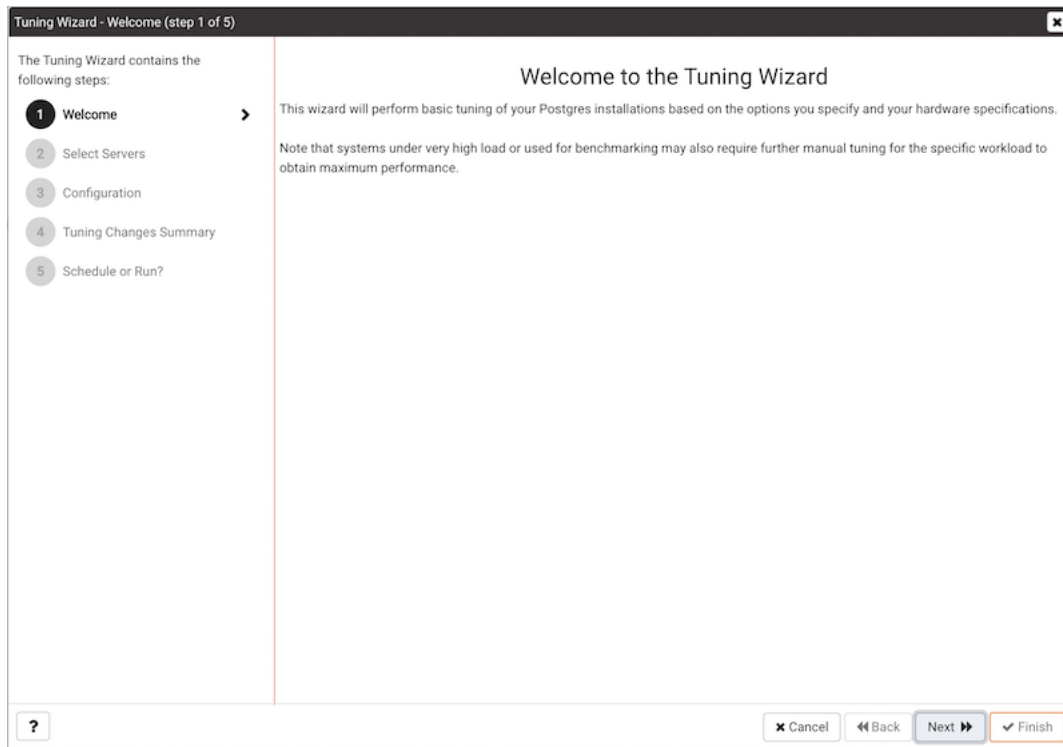 Tuning Wizard - Welcome (step 1 of 5)
The Tuning Wizard contains the
following steps:
1 Welcome
2 Select Servers
3 Configuration
4 Tuning Changes Summary
5 Schedule or Run?
Welcome to the Tuning Wizard
This wizard will perform basic tuning of your Postgres installations based on the options you specify and your hardware specifications.
Note that systems under very high load or used for benchmarking may also require further manual tuning for the specific workload to
obtain maximum performance.
? Cancel Back Next Finish